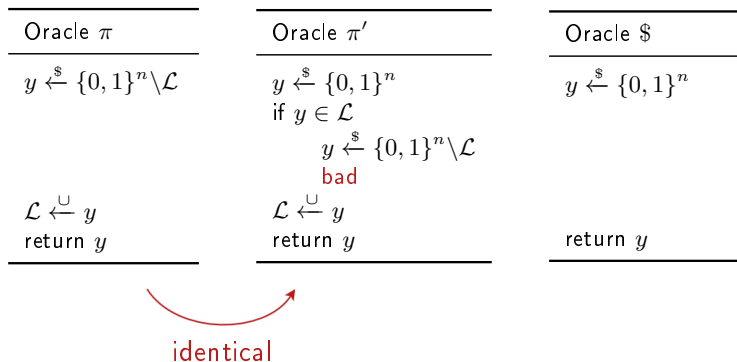 Oracle π
y ←$ {0, 1}ⁿ\ℒ
ℒ ←∪ y
return y
Oracle π′
y ←$ {0, 1}ⁿ
if y ∈ ℒ
y ←$ {0, 1}ⁿ\ℒ
bad
ℒ ←∪ y
return y
Oracle $
y ←$ {0, 1}ⁿ
return y
identical